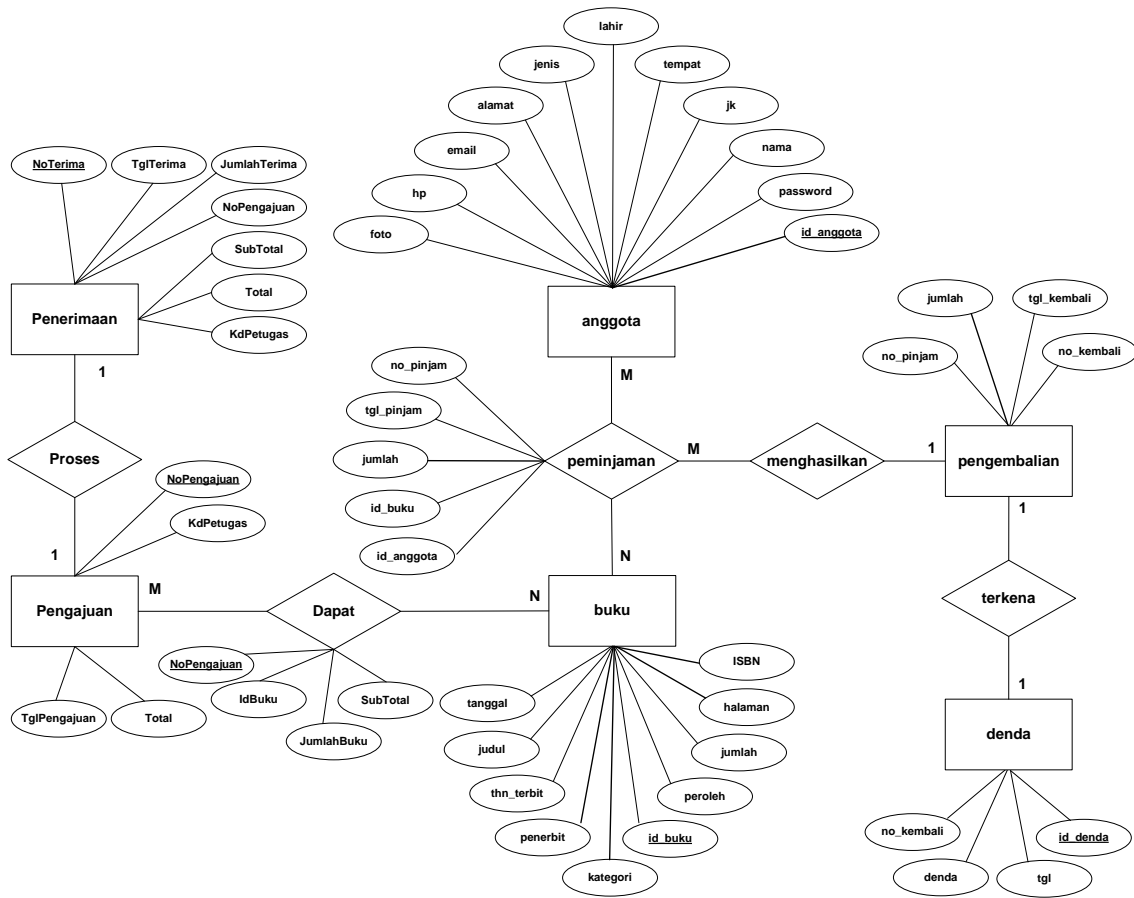 lahir
jenis
tempat
alamat
jk
email
nama
hp
password
foto
id_anggota
NoTerima
TglTerima
JumlahTerima
NoPengajuan
SubTotal
Total
KdPetugas
Penerimaan
anggota
jumlah
tgl_kembali
no_pinjam
no_kembali
1
M
no_pinjam
tgl_pinjam
jumlah
id_buku
id_anggota
Proses
peminjaman
M
menghasilkan
1
pengembalian
NoPengajuan
KdPetugas
1
1
N
Pengajuan
M
Dapat
N
buku
terkena
NoPengajuan
IdBuku
SubTotal
JumlahBuku
TglPengajuan
Total
1
ISBN
tanggal
halaman
judul
jumlah
thn_terbit
peroleh
penerbit
id_buku
kategori
denda
no_kembali
id_denda
denda
tgl